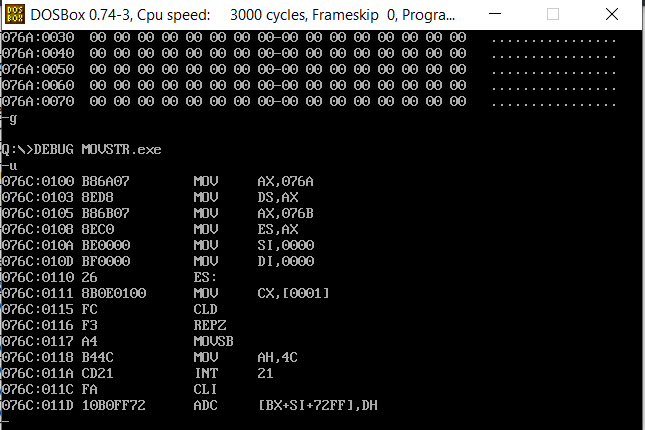 DOSBox 0.74-3, Cpu speed:    3000 cycles, Frameskip  0, Progra...
076A:0030  00 00 00 00 00 00 00 00-00 00 00 00 00 00 00 00   ................
076A:0040  00 00 00 00 00 00 00 00-00 00 00 00 00 00 00 00   ................
076A:0050  00 00 00 00 00 00 00 00-00 00 00 00 00 00 00 00   ................
076A:0060  00 00 00 00 00 00 00 00-00 00 00 00 00 00 00 00   ................
076A:0070  00 00 00 00 00 00 00 00-00 00 00 00 00 00 00 00   ................
-g
Q:\>DEBUG MOVSTR.exe
-u
076C:0100 B86A07        MOV     AX,076A
076C:0103 8ED8          MOV     DS,AX
076C:0105 B86B07        MOV     AX,076B
076C:0108 8EC0          MOV     ES,AX
076C:010A BE0000        MOV     SI,0000
076C:010D BF0000        MOV     DI,0000
076C:0110 26            ES:
076C:0111 8B0E0100      MOV     CX,[0001]
076C:0115 FC            CLD
076C:0116 F3            REPZ
076C:0117 A4            MOVSB
076C:0118 B44C          MOV     AH,4C
076C:011A CD21          INT     21
076C:011C FA            CLI
076C:011D 10B0FF72      ADC     [BX+SI+72FF],DH
-